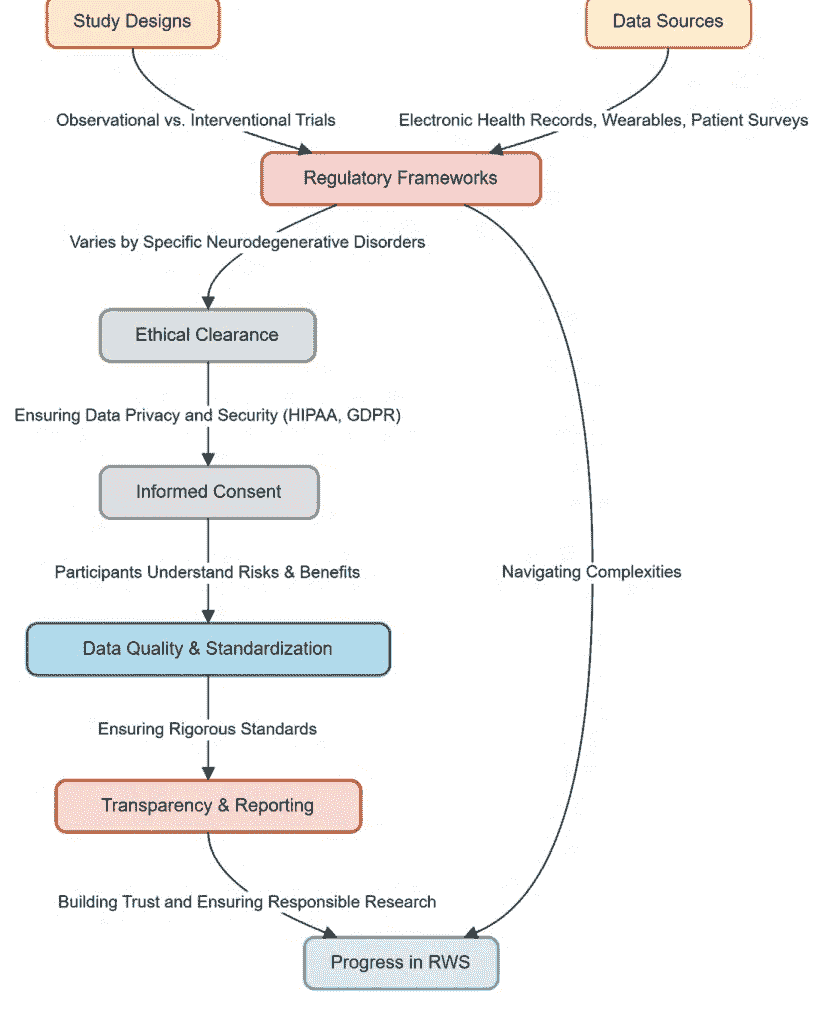 Study Designs
Data Sources
Observational vs. Interventional Trials
Electronic Health Records, Wearables, Patient Surveys
Regulatory Frameworks
Varies by Specific Neurodegenerative Disorders
Ethical Clearance
Ensuring Data Privacy and Security (HIPAA, GDPR)
Informed Consent
Participants Understand Risks & Benefits
Navigating Complexities
Data Quality & Standardization
Ensuring Rigorous Standards
Transparency & Reporting
Building Trust and Ensuring Responsible Research
Progress in RWS